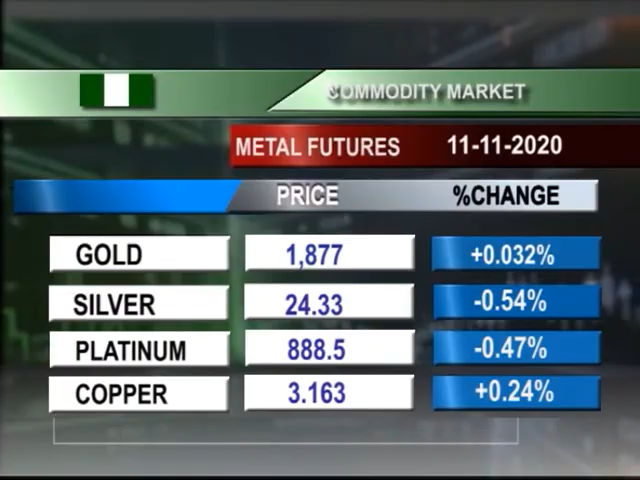 COMMODITY MARKET
METAL FUTURES 11-11-2020
PRICE %CHANGE
GOLD 1,877 +0.032%
SILVER 24.33 -0.54%
PLATINUM 888.5 -0.47%
COPPER 3.163 +0.24%